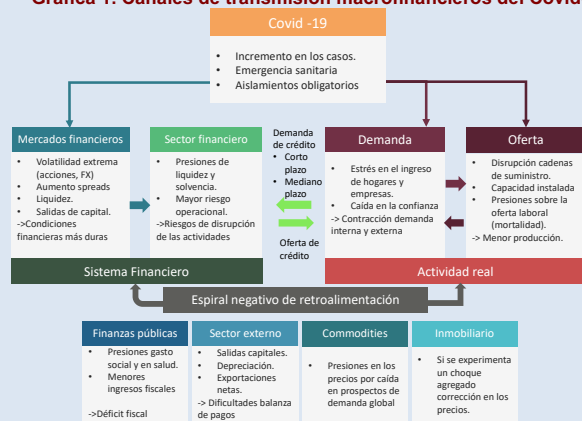 Gráfica 1. Canales de transmisión macrofinancieros del Covid
Covid -19
• Incremento en los casos.
• Emergencia sanitaria
• Aislamientos obligatorios
Mercados financieros
• Volatilidad extrema
(acciones, FX)
• Aumento spreads
• Liquidez.
• Salidas de capital.
->Condiciones
financieras más duras
Sector financiero
• Presiones de
liquidez y
solvencia.
• Mayor riesgo
operacional.
->Riesgos de disrupción
de las actividades
Demanda
de crédito
• Corto
plazo
• Mediano
plazo
Oferta de
crédito
Demanda
• Estrés en el ingreso
de hogares y
empresas.
• Caída en la confianza
-> Contracción demanda
interna y externa
Oferta
• Disrupción cadenas
de suministro.
• Capacidad instalada
• Presiones sobre la
oferta laboral
(mortalidad).
-> Menor producción.
Sistema Financiero
Actividad real
Espiral negativo de retroalimentación
Finanzas públicas
• Presiones gasto
social y en salud.
• Menores
ingresos fiscales
->Déficit fiscal
Sector externo
• Salidas capitales.
• Depreciación.
• Exportaciones
netas.
-> Dificultades balanza
de pagos
Commodities
• Presiones en los
precios por caída
en prospectos de
demanda global
Inmobiliario
• Si se experimenta
un choque
agregado
corrección en los
precios.